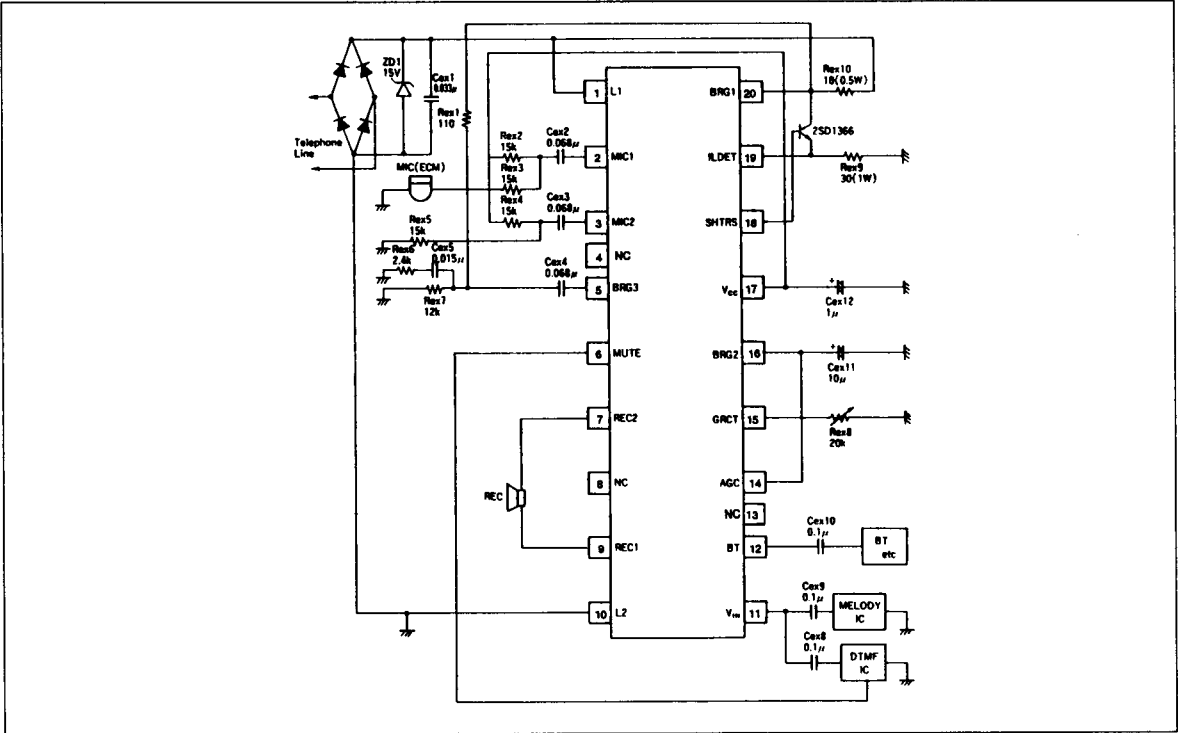 ZD1
15V
Cex1
0.033μ
Rex1
110
Telephone
Line
MIC(ECM)
Rex2
15k
Rex3
15k
Rex4
15k
Cex2
0.068μ
Cex3
0.068μ
Rex5
15k
Rex6
2.4k
Cex5
0.015μ
Rex7
12k
Cex4
0.068μ
REC
1 L1
2 MIC1
3 MIC2
4 NC
5 BRG3
6 MUTE
7 REC2
8 NC
9 REC1
10 L2
BRG1 20
ILDET 19
SHTRS 18
Vcc 17
BRG2 16
GRCT 15
AGC 14
NC 13
BT 12
VIN 11
Rex10
18(0.5W)
2SD1366
Rex9
30(1W)
+
Cex12
1μ
+
Cex11
10μ
Rex8
20k
Cex10
0.1μ
BT
etc
Cex9
0.1μ
MELODY
IC
Cex8
0.1μ
DTMF
IC